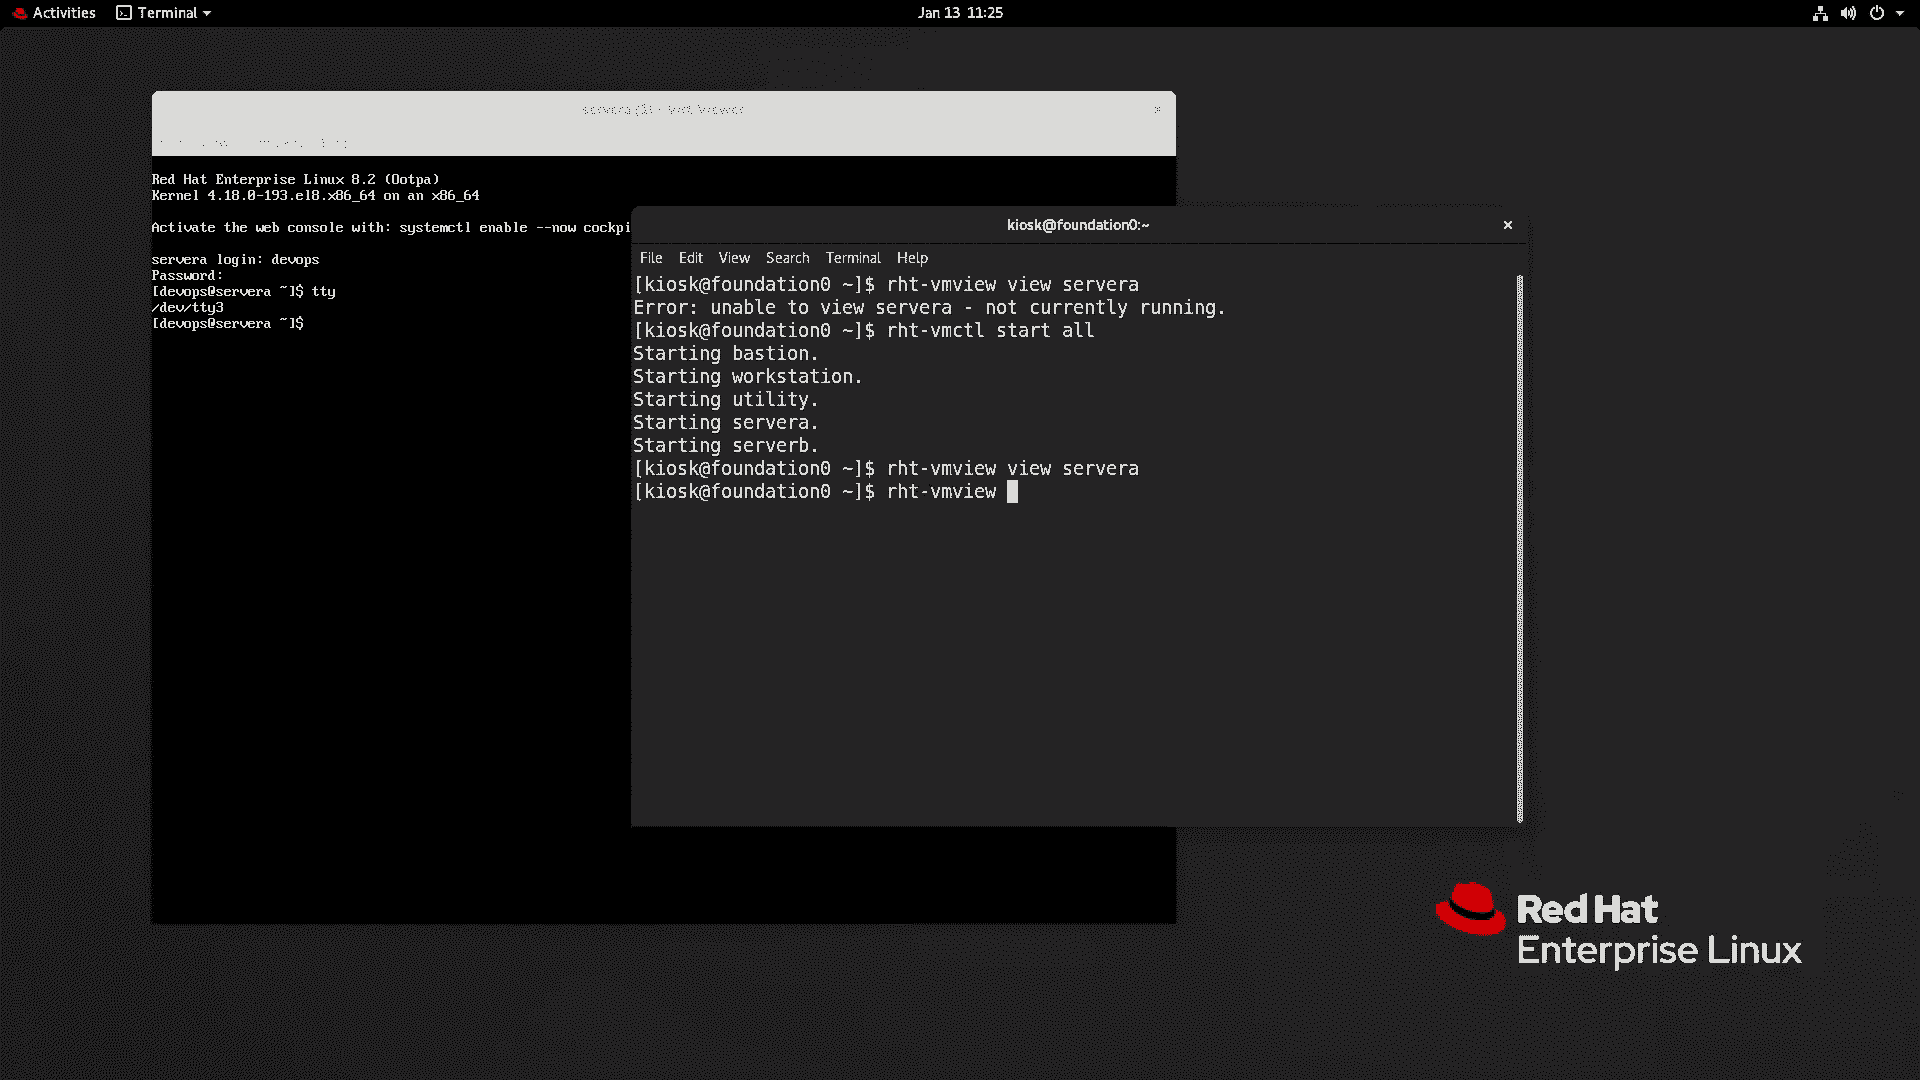 Activities Terminal Jan 13 11:25
Red Hat Enterprise Linux 8.2 (Ootpa)
Kernel 4.18.0-193.el8.x86_64 on an x86_64
Activate the web console with: systemctl enable --now cockpi
servera login: devops
Password:
[devops@servera ~]$ tty
/dev/tty3
[devops@servera ~]$
kiosk@foundation0:~
File Edit View Search Terminal Help
[kiosk@foundation0 ~]$ rht-vmview view servera
Error: unable to view servera - not currently running.
[kiosk@foundation0 ~]$ rht-vmctl start all
Starting bastion.
Starting workstation.
Starting utility.
Starting servera.
Starting serverb.
[kiosk@foundation0 ~]$ rht-vmview view servera
[kiosk@foundation0 ~]$ rht-vmview
Red Hat
Enterprise Linux